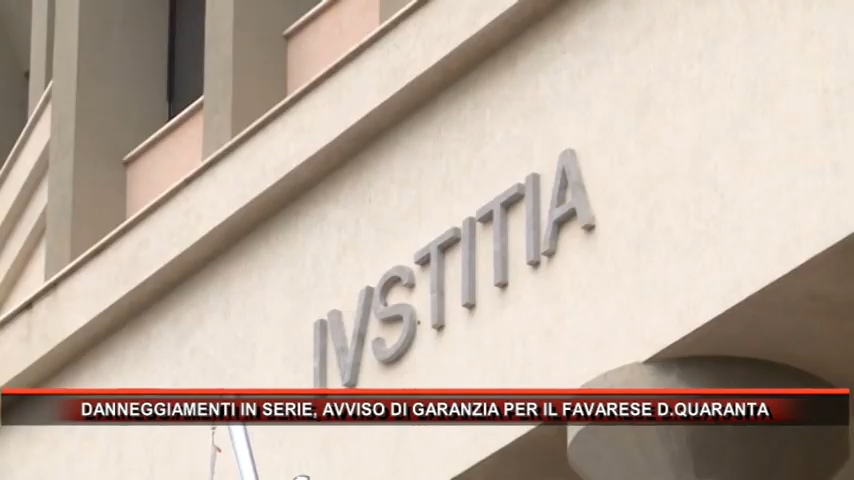 IVSTITIA
DANNEGGIAMENTI IN SERIE, AVVISO DI GARANZIA PER IL FAVARESE D.QUARANTA